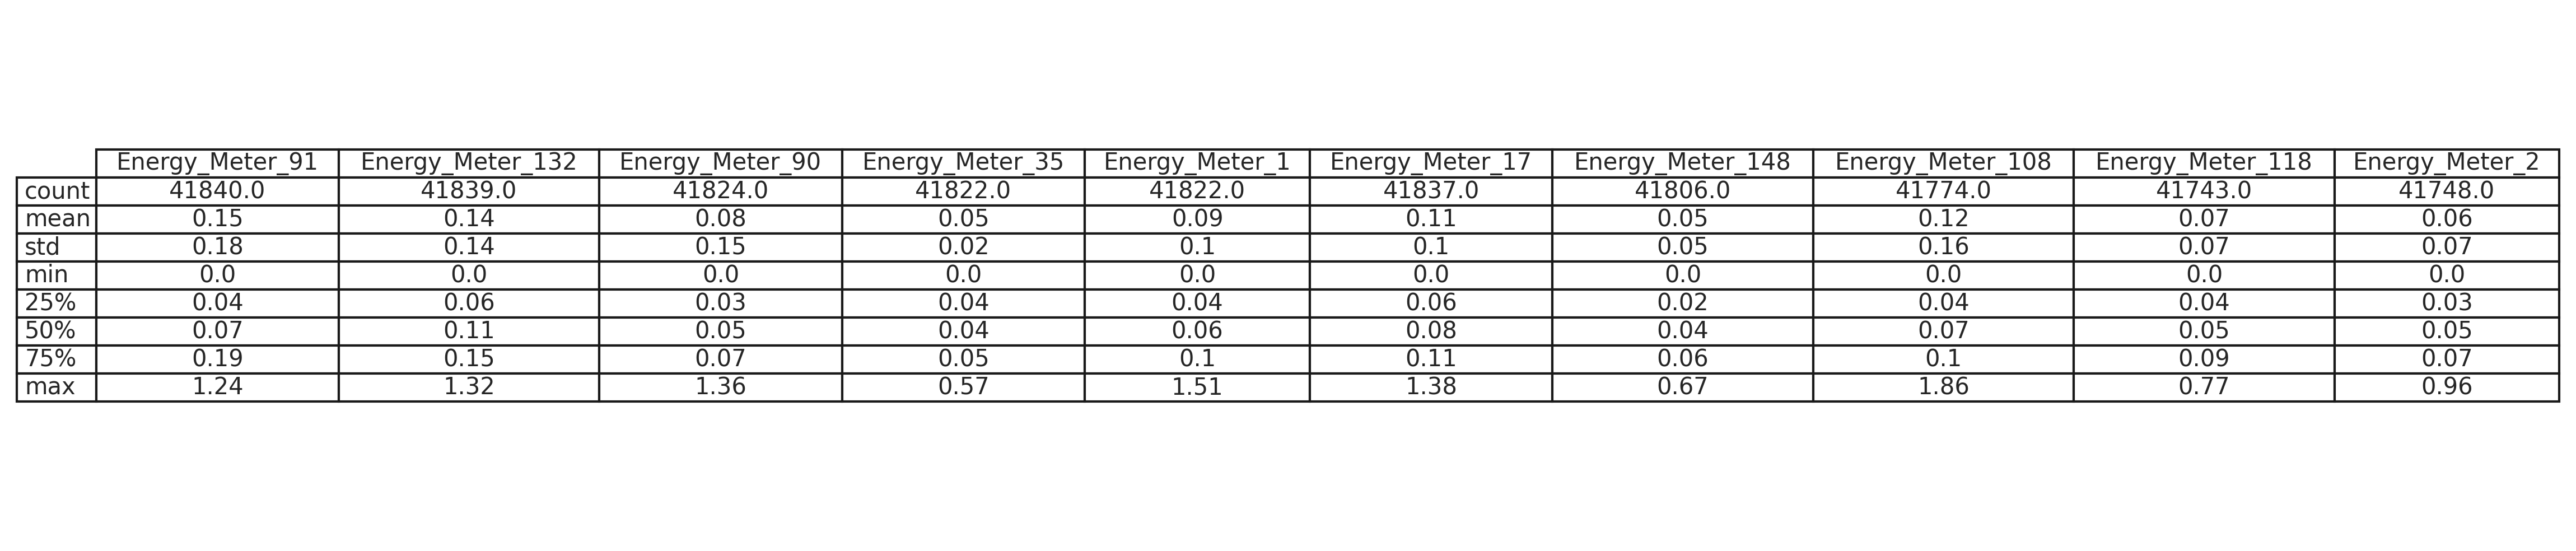 Energy_Meter_91 Energy_Meter_132 Energy_Meter_90 Energy_Meter_35 Energy_Meter_1 Energy_Meter_17 Energy_Meter_148 Energy_Meter_108 Energy_Meter_118 Energy_Meter_2
count 41840.0 41839.0 41824.0 41822.0 41822.0 41837.0 41806.0 41774.0 41743.0 41748.0
mean 0.15 0.14 0.08 0.05 0.09 0.11 0.05 0.12 0.07 0.06
std 0.18 0.14 0.15 0.02 0.1 0.1 0.05 0.16 0.07 0.07
min 0.0 0.0 0.0 0.0 0.0 0.0 0.0 0.0 0.0 0.0
25% 0.04 0.06 0.03 0.04 0.04 0.06 0.02 0.04 0.04 0.03
50% 0.07 0.11 0.05 0.04 0.06 0.08 0.04 0.07 0.05 0.05
75% 0.19 0.15 0.07 0.05 0.1 0.11 0.06 0.1 0.09 0.07
max 1.24 1.32 1.36 0.57 1.51 1.38 0.67 1.86 0.77 0.96